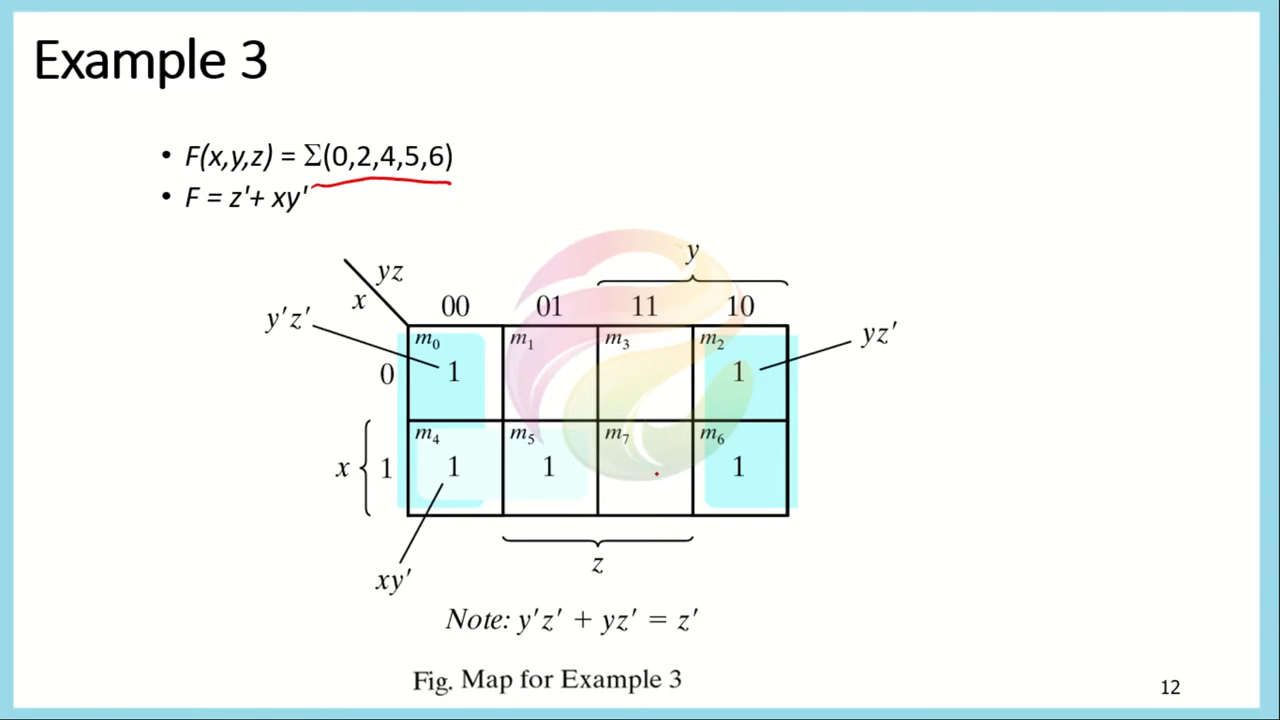 Example 3
• F(x,y,z) = Σ(0,2,4,5,6)
• F = z'+ xy'
y
yz
x
00 01 11 10
y′z′
yz′
m₀ m₁ m₃ m₂
0 1 1
m₄ m₅ m₇ m₆
x { 1 1 1 1
z
xy′
Note: y′z′ + yz′ = z′
Fig. Map for Example 3
12